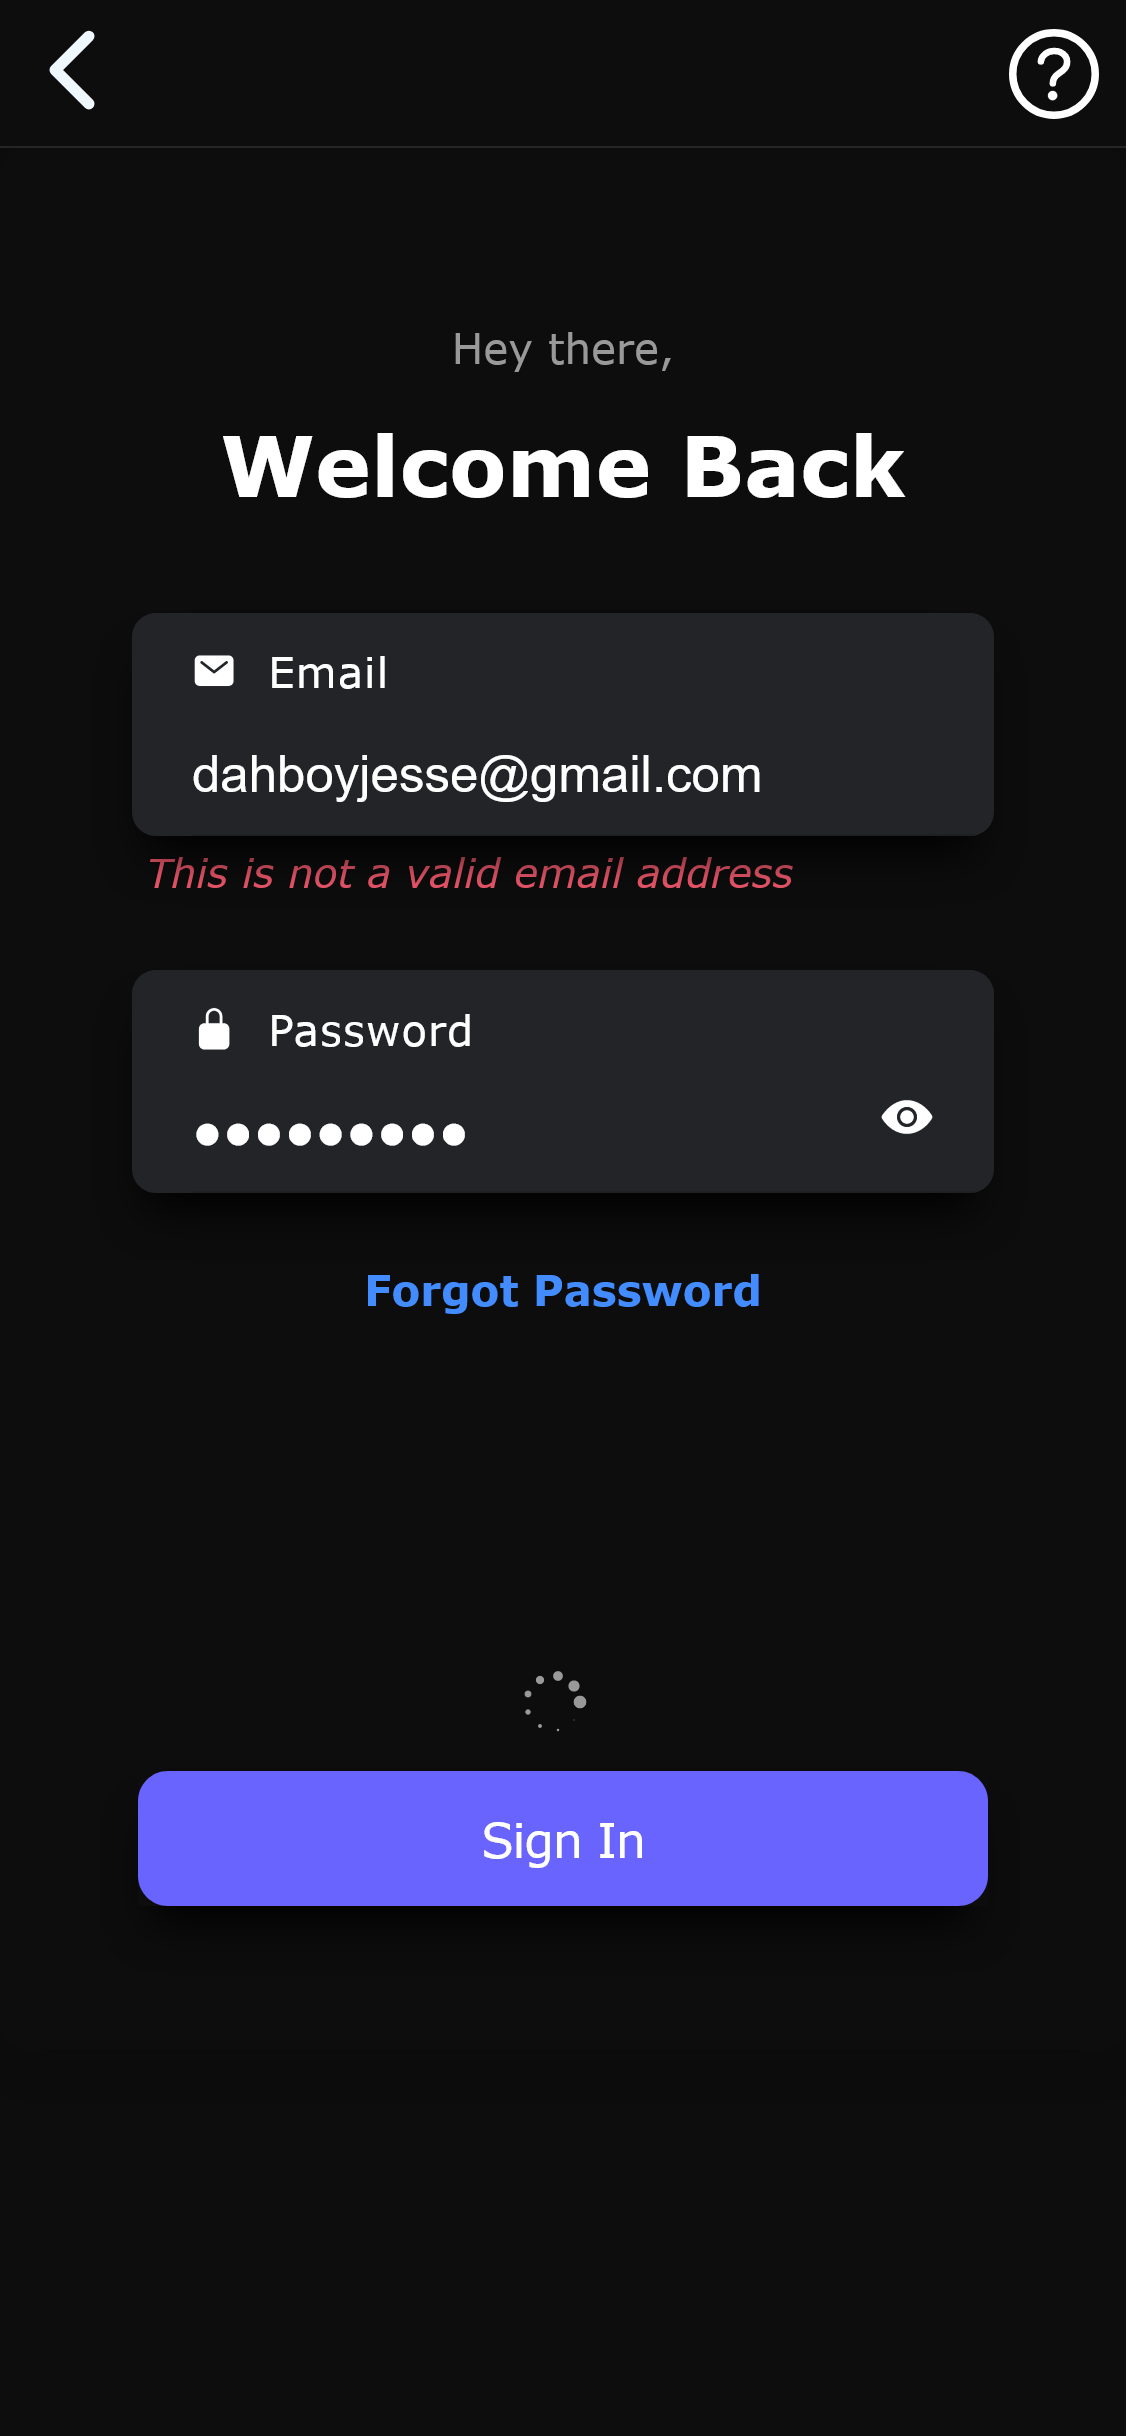 Hey there,
Welcome Back
Email
dahboyjesse@gmail.com
This is not a valid email address
Password
●●●●●●●●●
Forgot Password
Sign In